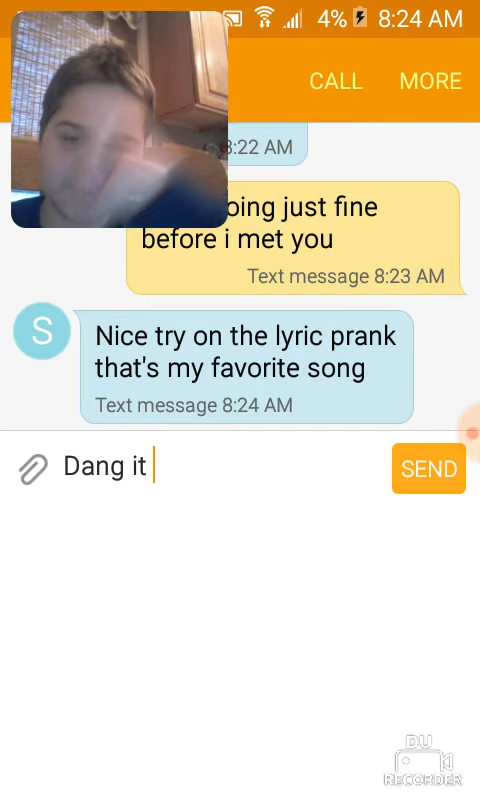 4% 8:24 AM
CALL MORE
8:22 AM
oing just fine
before i met you
Text message 8:23 AM
S
Nice try on the lyric prank
that's my favorite song
Text message 8:24 AM
Dang it
SEND
DU
RECORDER